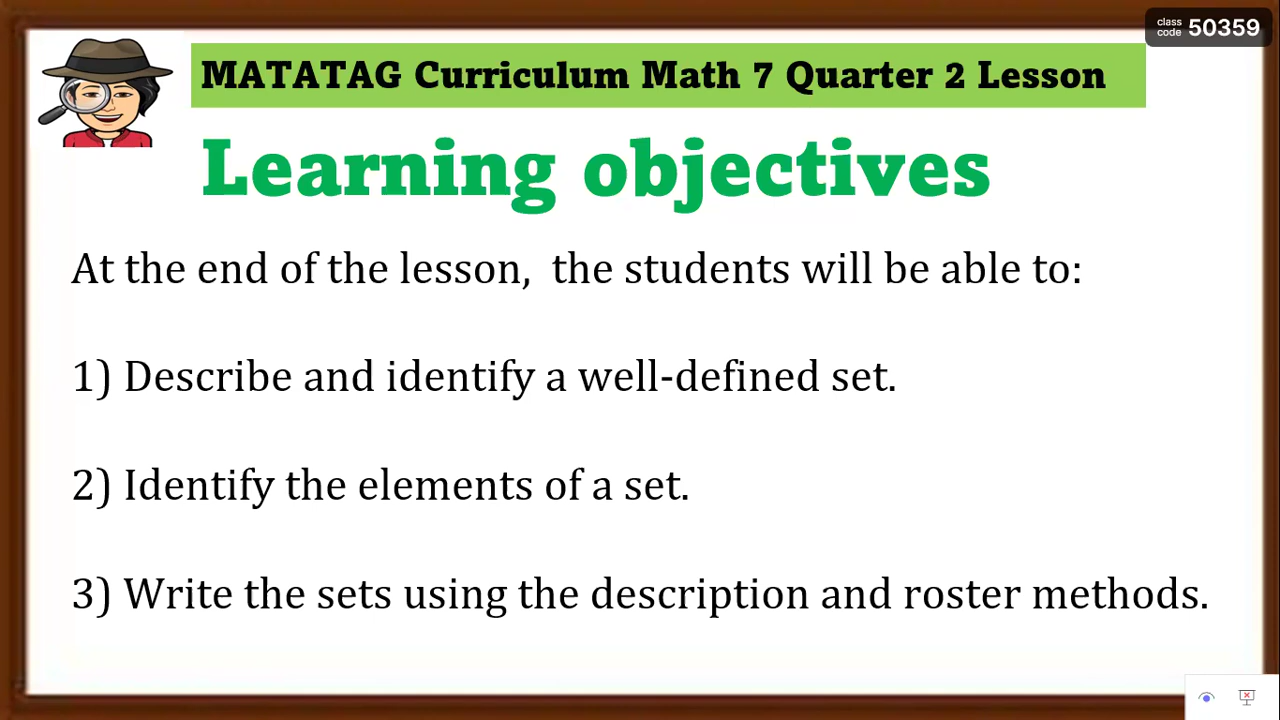 class
code 50359
MATATAG Curriculum Math 7 Quarter 2 Lesson
Learning objectives
At the end of the lesson, the students will be able to:
1) Describe and identify a well-defined set.
2) Identify the elements of a set.
3) Write the sets using the description and roster methods.